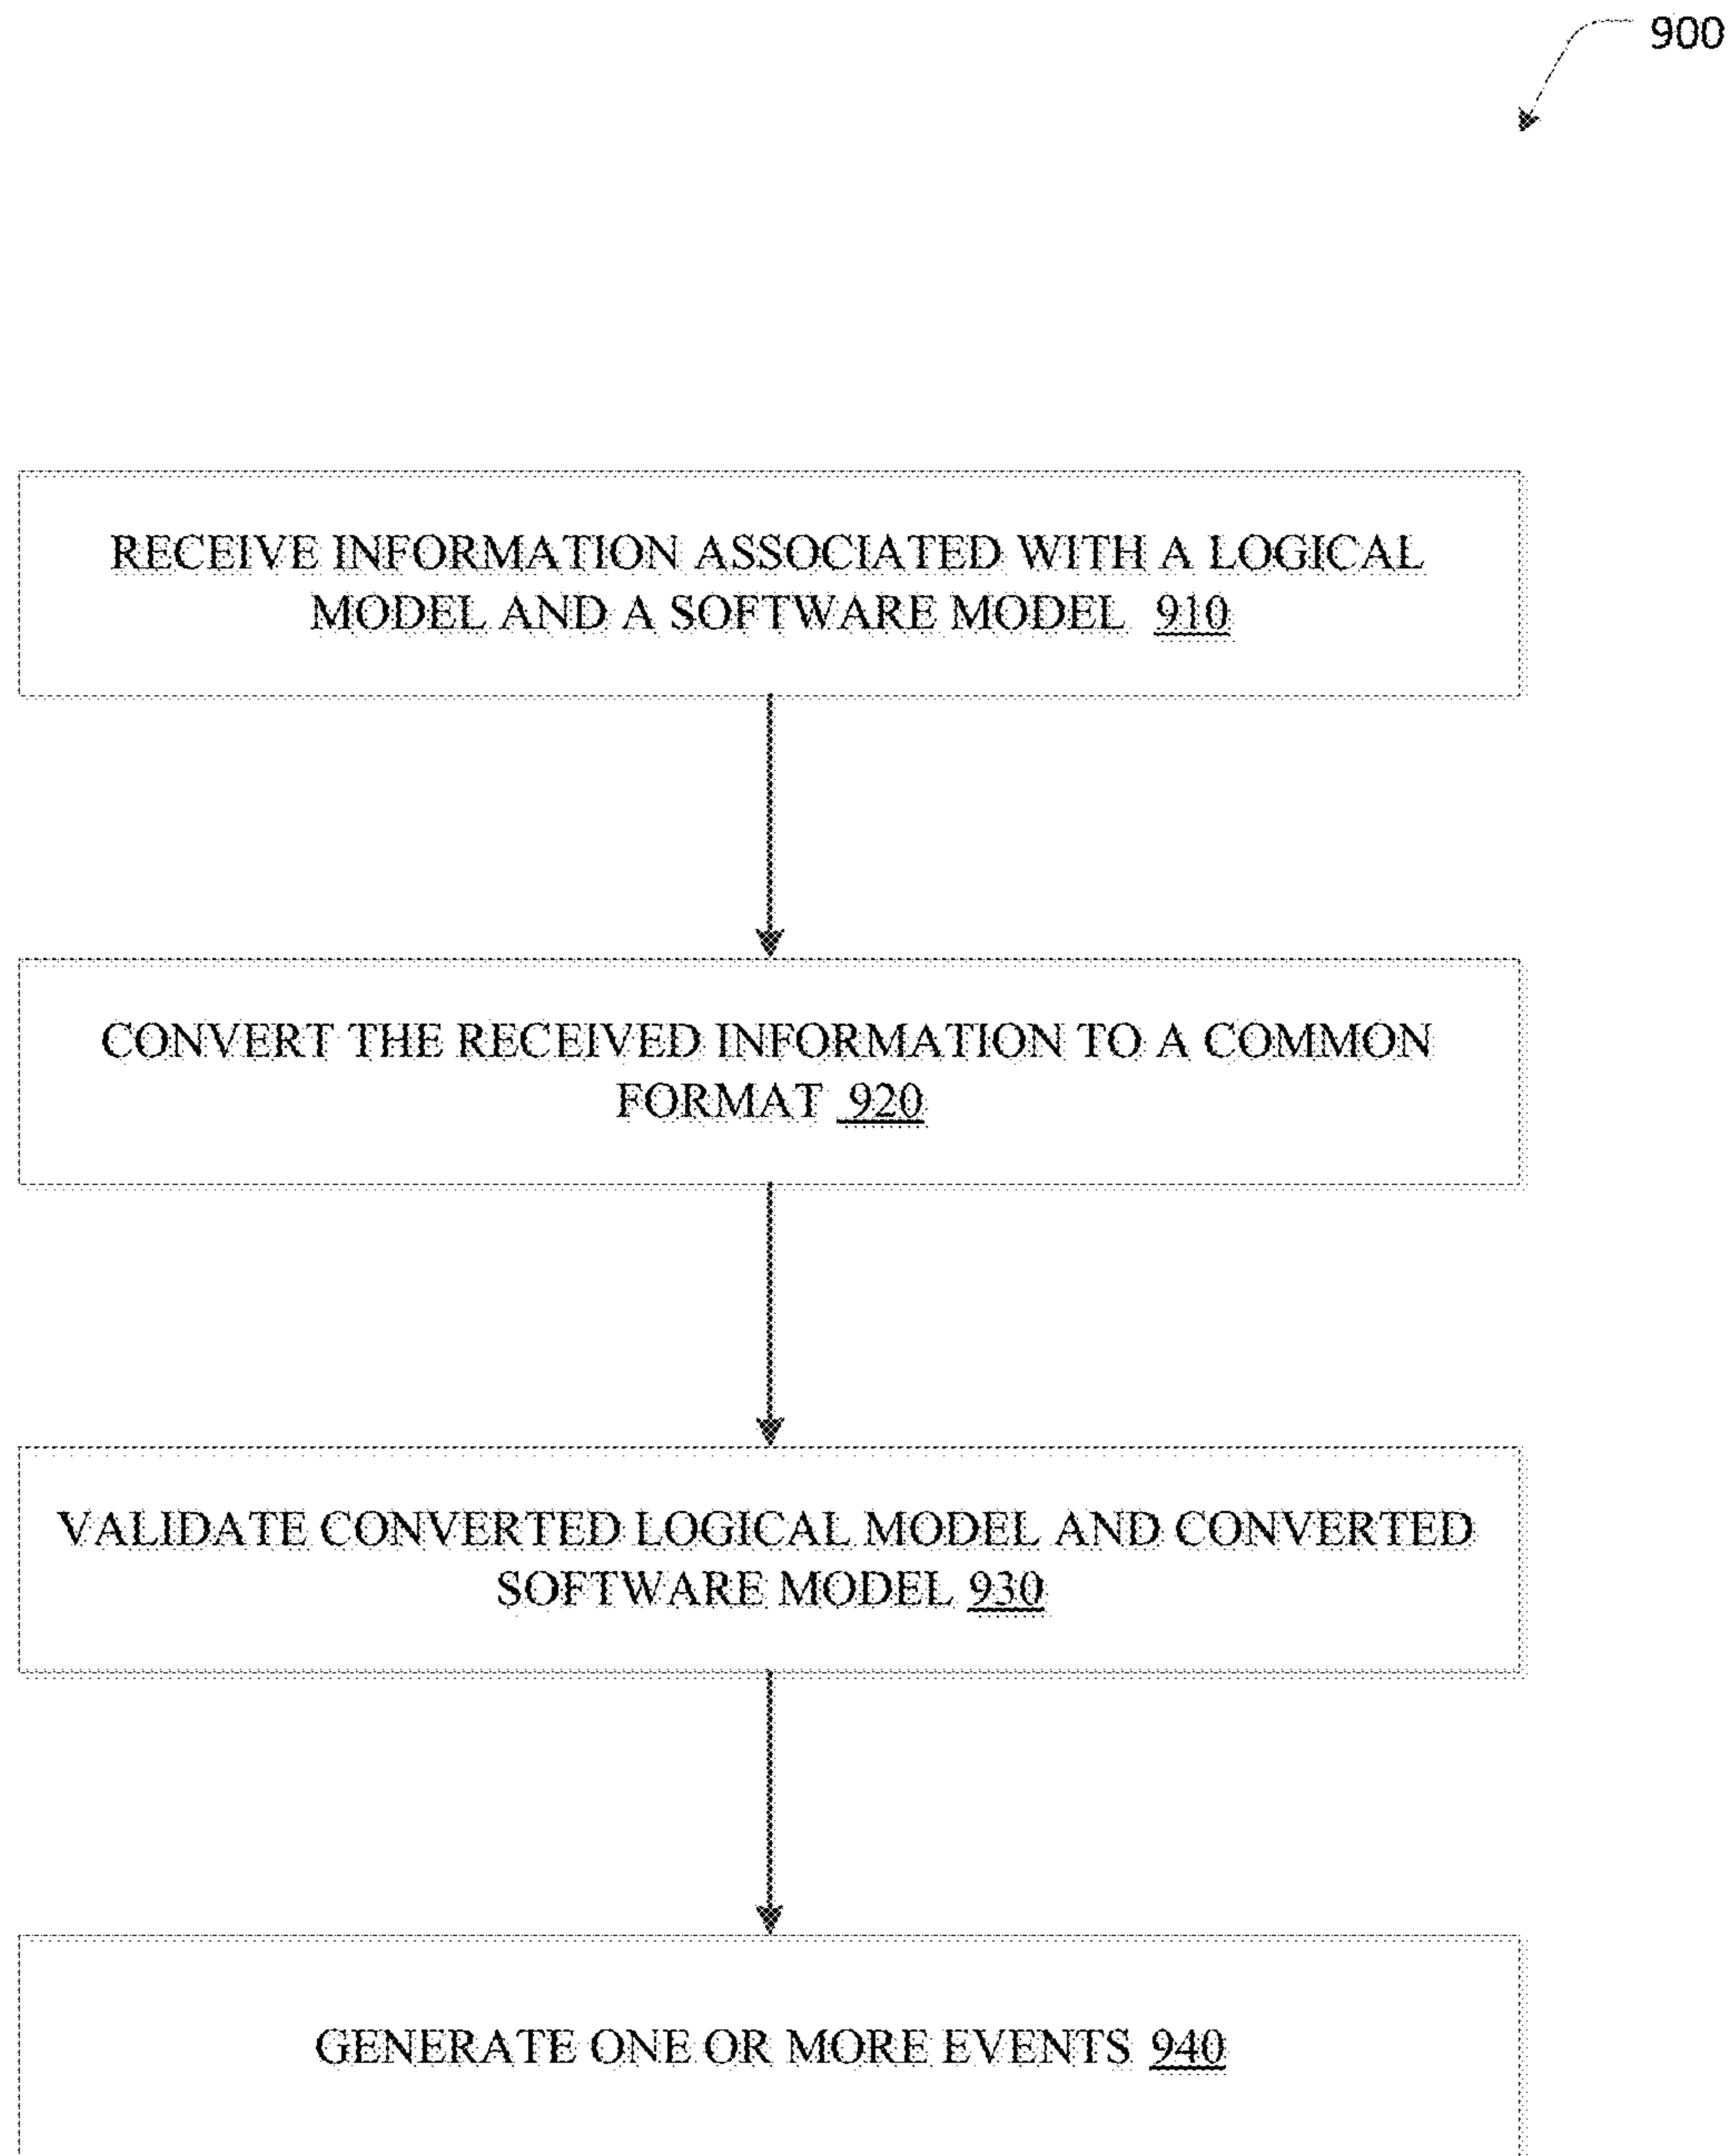 900
RECEIVE INFORMATION ASSOCIATED WITH A LOGICAL
MODEL AND A SOFTWARE MODEL 910
CONVERT THE RECEIVED INFORMATION TO A COMMON
FORMAT 920
VALIDATE CONVERTED LOGICAL MODEL AND CONVERTED
SOFTWARE MODEL 930
GENERATE ONE OR MORE EVENTS 940